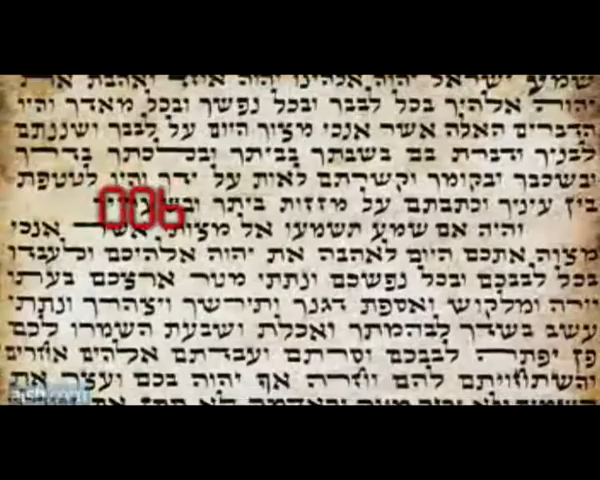 שמע ישראל יהוה אלהינו יהוה אחד ואהבת את
יהוה אלהיך בכל לבבך ובכל נפשך ובכל מאדך והיו
הדברים האלה אשר אנכי מצוך היום על לבבך ושננתם
לבניך ודברת בם בשבתך בביתך ובלכתך בדרך
ובשכבך ובקומך וקשרתם לאות על ידך והיו לטטפת
בין עיניך וכתבתם על מזזות ביתך
006
והיה אם שמע תשמעו אל מצותי אשר אנכי
מצוה אתכם היום לאהבה את יהוה אלהיכם ולעבדו
בכל לבבכם ובכל נפשכם ונתתי מטר ארצכם בעתו
יורה ומלקוש ואספת דגנך ותירשך ויצהרך ונתתי
עשב בשדך לבהמתך ואכלת ושבעת השמרו לכם
פן יפתה לבבכם וסרתם ועבדתם אלהים אחרים
והשתחויתם להם וחרה אף יהוה בכם ועצר את